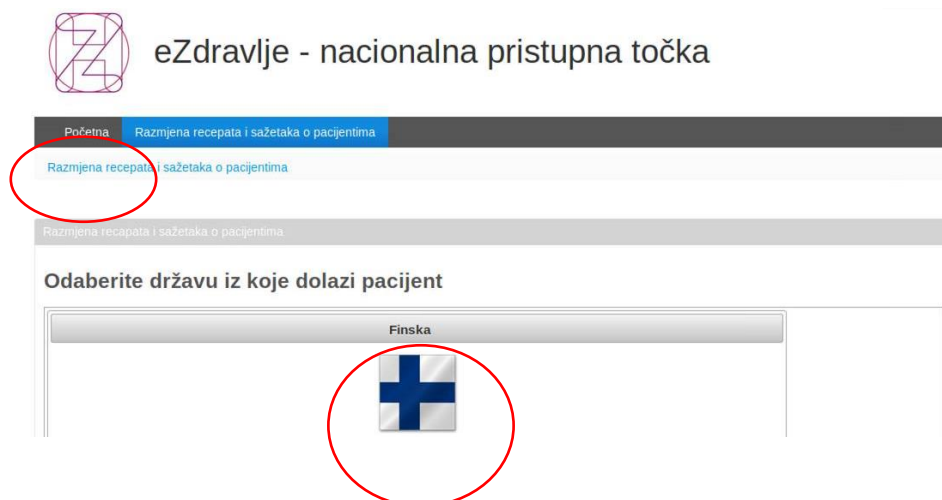 eZdravlje - nacionalna pristupna točka
Početna Razmjena recepata i sažetaka o pacijentima
Razmjena recepata i sažetaka o pacijentima
Razmjena recapata i sažetaka o pacijentima
Odaberite državu iz koje dolazi pacijent
Finska